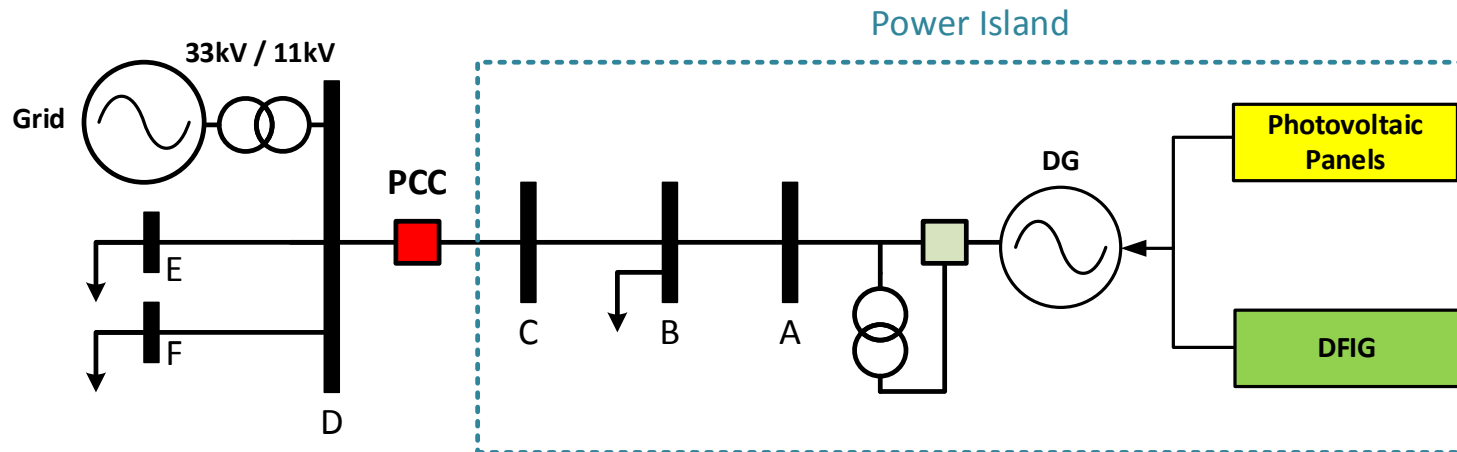 Power Island
33kV / 11kV
Grid
PCC
DG
Photovoltaic
Panels
E
C
B
A
F
DFIG
D